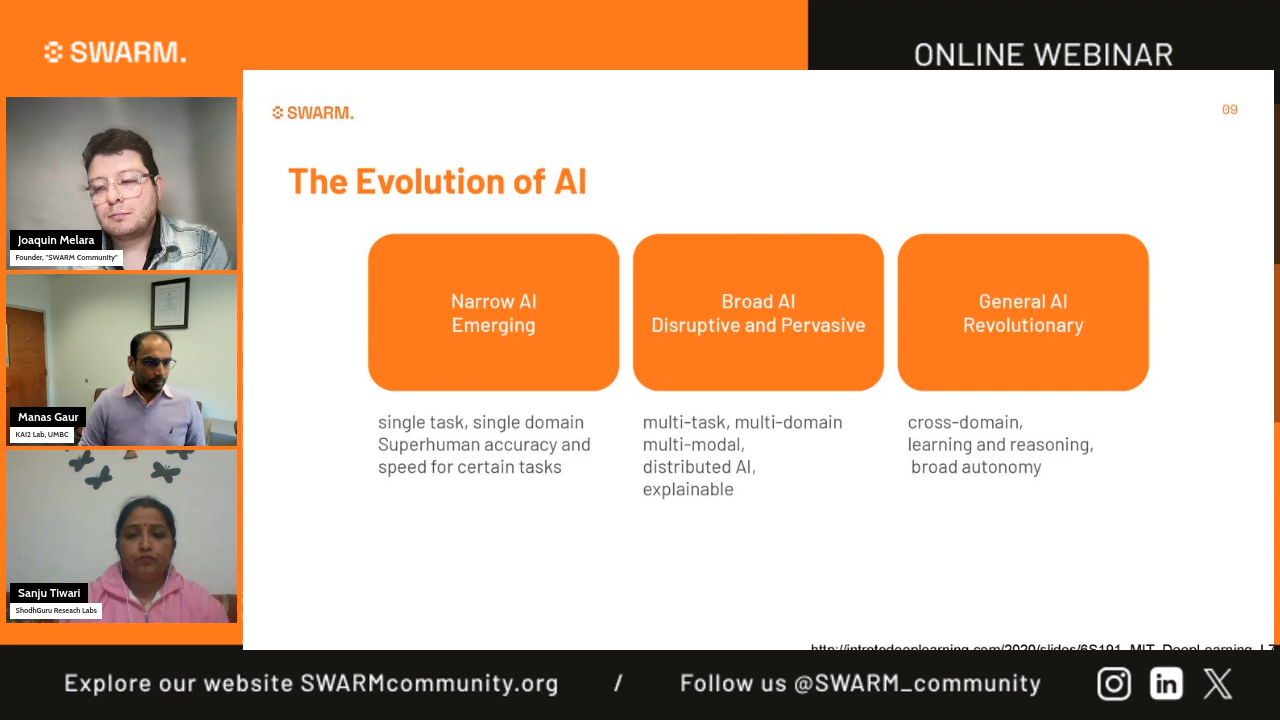 SWARM.
ONLINE WEBINAR
SWARM.
09
The Evolution of AI
Narrow AI
Emerging
single task, single domain
Superhuman accuracy and
speed for certain tasks
Broad AI
Disruptive and Pervasive
multi-task, multi-domain
multi-modal,
distributed AI,
explainable
General AI
Revolutionary
cross-domain,
learning and reasoning,
broad autonomy
Joaquin Melara
Founder, "SWARM Community"
Manas Gaur
KAI2 Lab, UMBC
Sanju Tiwari
ShodhGuru Reseach Labs
Explore our website SWARMcommunity.org
/
Follow us @SWARM_community
in